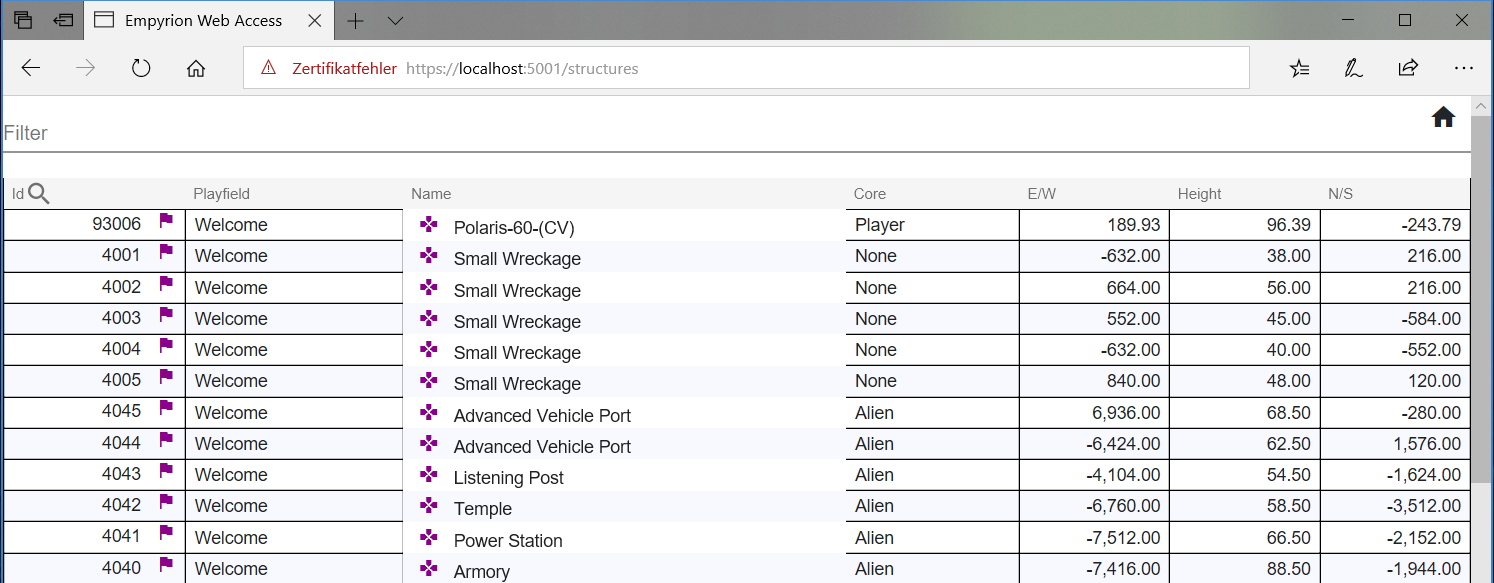 Empyrion Web Access
Zertifikatfehler https://localhost:5001/structures
Filter
Id Playfield Name Core E/W Height N/S
93006 Welcome Polaris-60-(CV) Player 189.93 96.39 -243.79
4001 Welcome Small Wreckage None -632.00 38.00 216.00
4002 Welcome Small Wreckage None 664.00 56.00 216.00
4003 Welcome Small Wreckage None 552.00 45.00 -584.00
4004 Welcome Small Wreckage None -632.00 40.00 -552.00
4005 Welcome Small Wreckage None 840.00 48.00 120.00
4045 Welcome Advanced Vehicle Port Alien 6,936.00 68.50 -280.00
4044 Welcome Advanced Vehicle Port Alien -6,424.00 62.50 1,576.00
4043 Welcome Listening Post Alien -4,104.00 54.50 -1,624.00
4042 Welcome Temple Alien -6,760.00 58.50 -3,512.00
4041 Welcome Power Station Alien -7,512.00 66.50 -2,152.00
4040 Welcome Armory Alien -7,416.00 88.50 -1,944.00